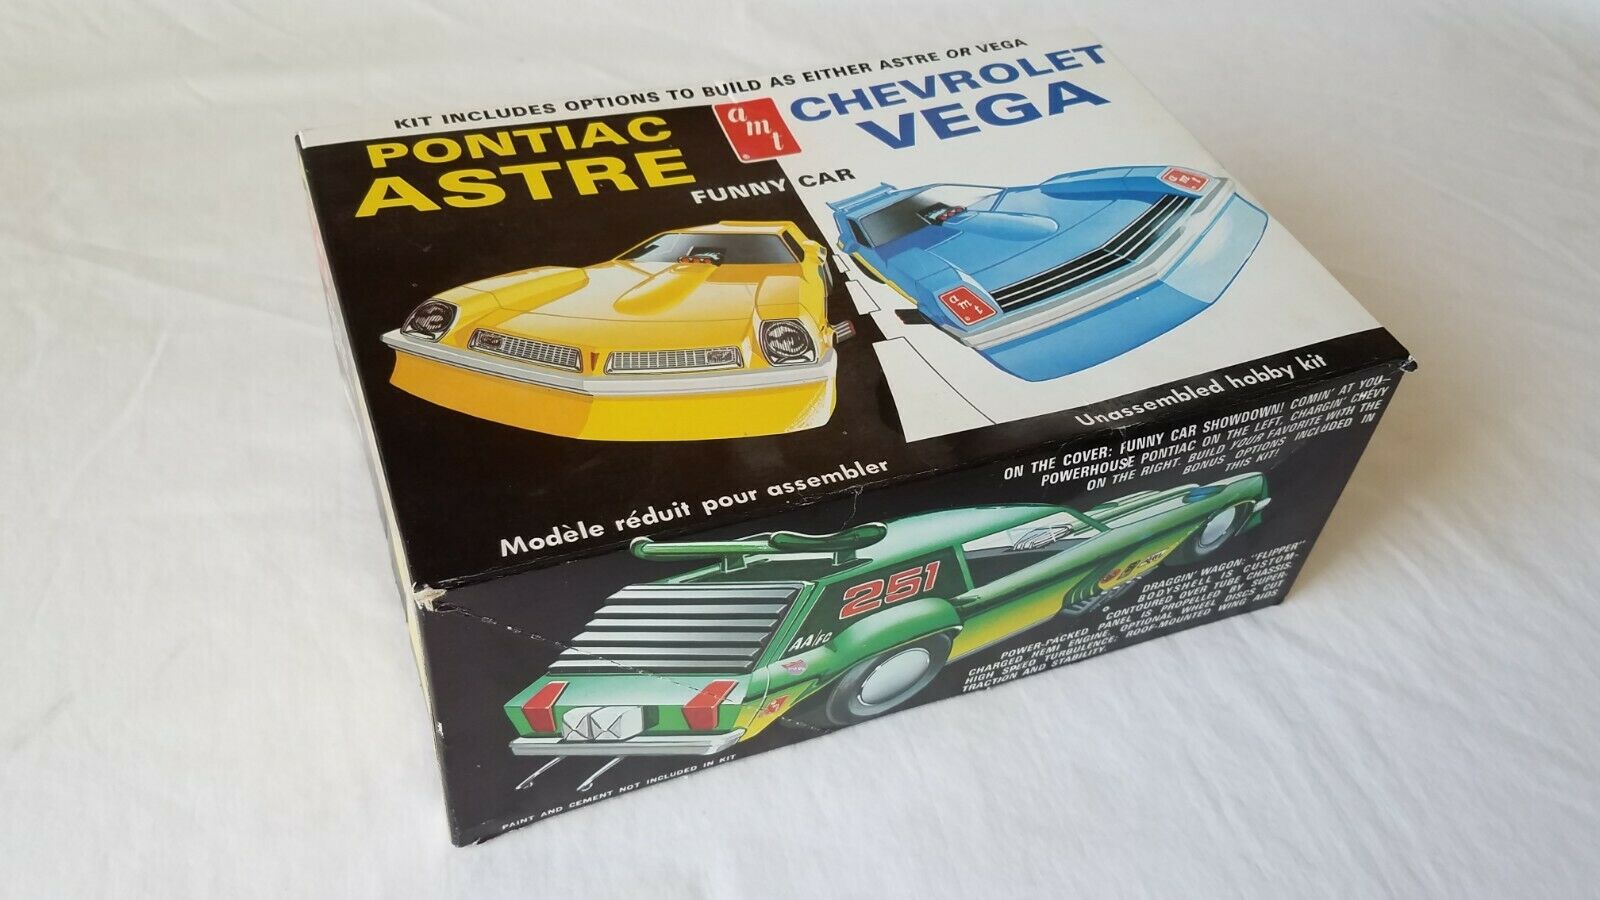 KIT INCLUDES OPTIONS TO BUILD AS EITHER ASTRE OR VEGA
PONTIAC
ASTRE
amt
®
CHEVROLET
VEGA
FUNNY CAR
amt
amt
Modèle réduit pour assembler
Unassembled hobby kit
ON THE COVER: FUNNY CAR SHOWDOWN! COMIN' AT YOU—
POWERHOUSE PONTIAC ON THE LEFT, CHARGIN' CHEVY
ON THE RIGHT. BUILD YOUR FAVORITE WITH THE
BONUS OPTIONS INCLUDED IN
THIS KIT!
251
AA/FC
DRAGGIN' WAGON: "FLIPPER"
BODYSHELL IS CUSTOM-
CONTOURED OVER TUBE CHASSIS.
POWER-PACKED PANEL IS PROPELLED BY SUPER-
CHARGED HEMI ENGINE. OPTIONAL WHEEL DISCS CUT
HIGH SPEED TURBULENCE; ROOF-MOUNTED WING AIDS
TRACTION AND STABILITY.
PAINT AND CEMENT NOT INCLUDED IN KIT